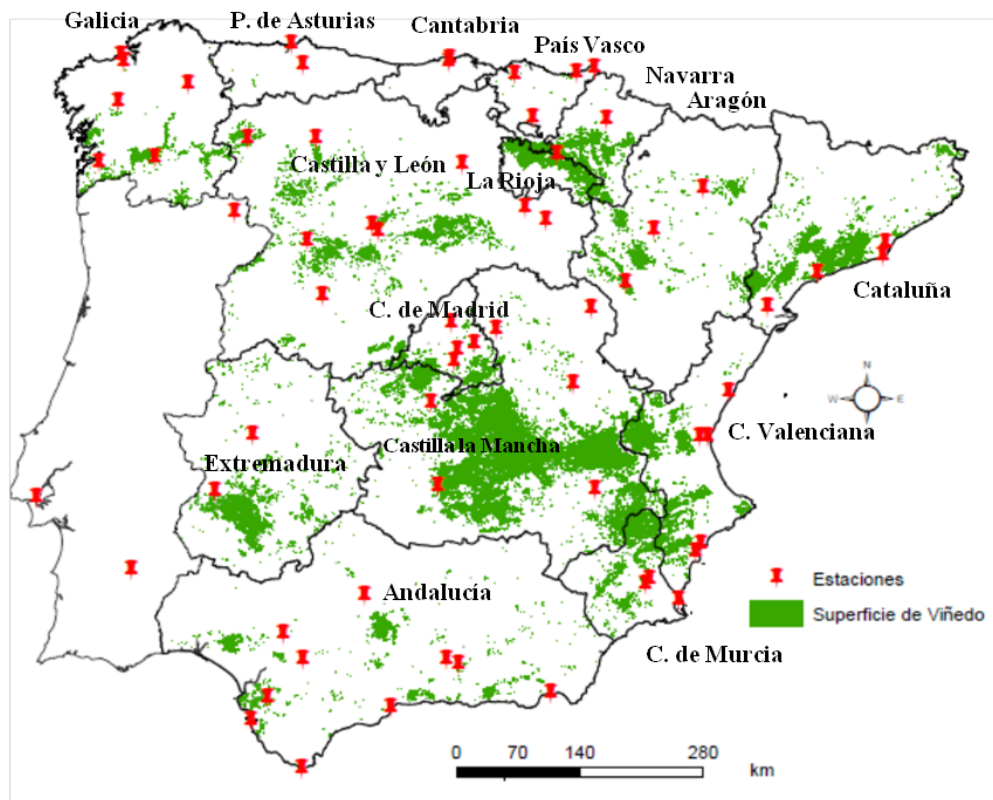 Galicia
P. de Asturias
Cantabria
País Vasco
Navarra
Aragón
Castilla y León
La Rioja
Cataluña
C. de Madrid
N
W
E
S
C. Valenciana
Castilla la Mancha
Extremadura
Estaciones
Andalucía
Superficie de Viñedo
C. de Murcia
0 70 140 280
km